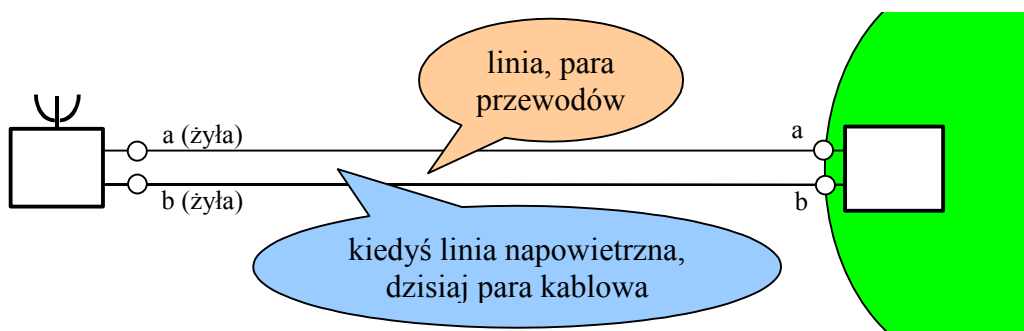 linia, para
przewodów
a (żyła)
a
b (żyła)
b
kiedyś linia napowietrzna,
dzisiaj para kablowa